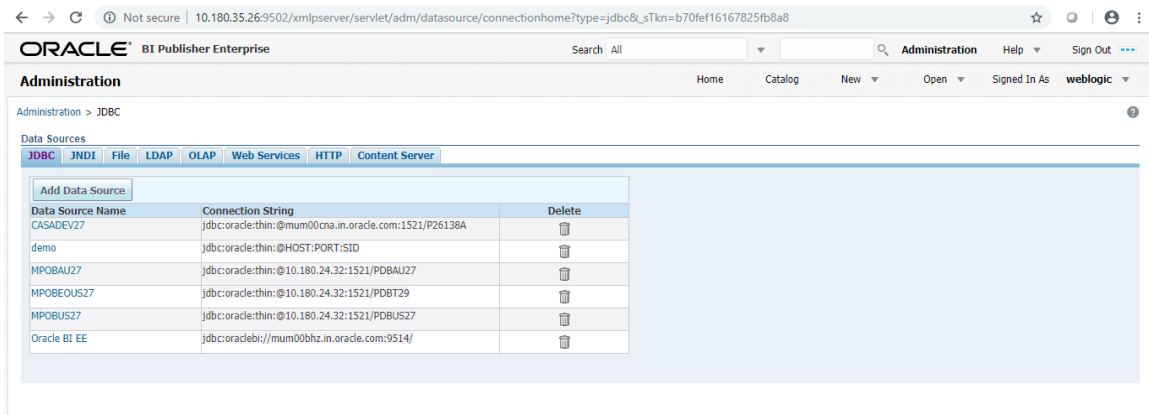 Not secure | 10.180.35.26:9502/xmlpserver/servlet/adm/datasource/connectionhome?type=jdbc&_sTkn=b70fef16167825fb8a8
ORACLE BI Publisher Enterprise Search All Administration Help Sign Out
Administration Home Catalog New Open Signed In As weblogic
Administration > JDBC
Data Sources
JDBC JNDI File LDAP OLAP Web Services HTTP Content Server
Add Data Source
Data Source Name Connection String Delete
CASADEV27 jdbc:oracle:thin:@mum00cna.in.oracle.com:1521/P26138A
demo jdbc:oracle:thin:@HOST:PORT:SID
MPOBAU27 jdbc:oracle:thin:@10.180.24.32:1521/PDBAU27
MPOBEOUS27 jdbc:oracle:thin:@10.180.24.32:1521/PDBT29
MPOBUS27 jdbc:oracle:thin:@10.180.24.32:1521/PDBUS27
Oracle BI EE jdbc:oraclebi://mum00bhz.in.oracle.com:9514/